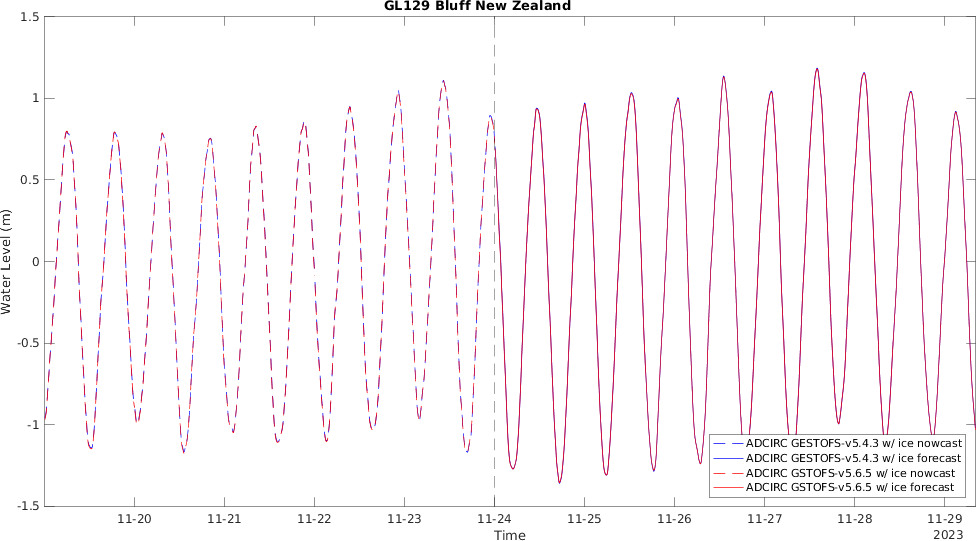 GL129 Bluff New Zealand
Water Level (m)
1.5
1
0.5
0
-0.5
-1
-1.5
ADCIRC GESTOFS-v5.4.3 w/ ice nowcast
ADCIRC GESTOFS-v5.4.3 w/ ice forecast
ADCIRC GSTOFS-v5.6.5 w/ ice nowcast
ADCIRC GSTOFS-v5.6.5 w/ ice forecast
11-20 11-21 11-22 11-23 11-24 11-25 11-26 11-27 11-28 11-29
Time 2023